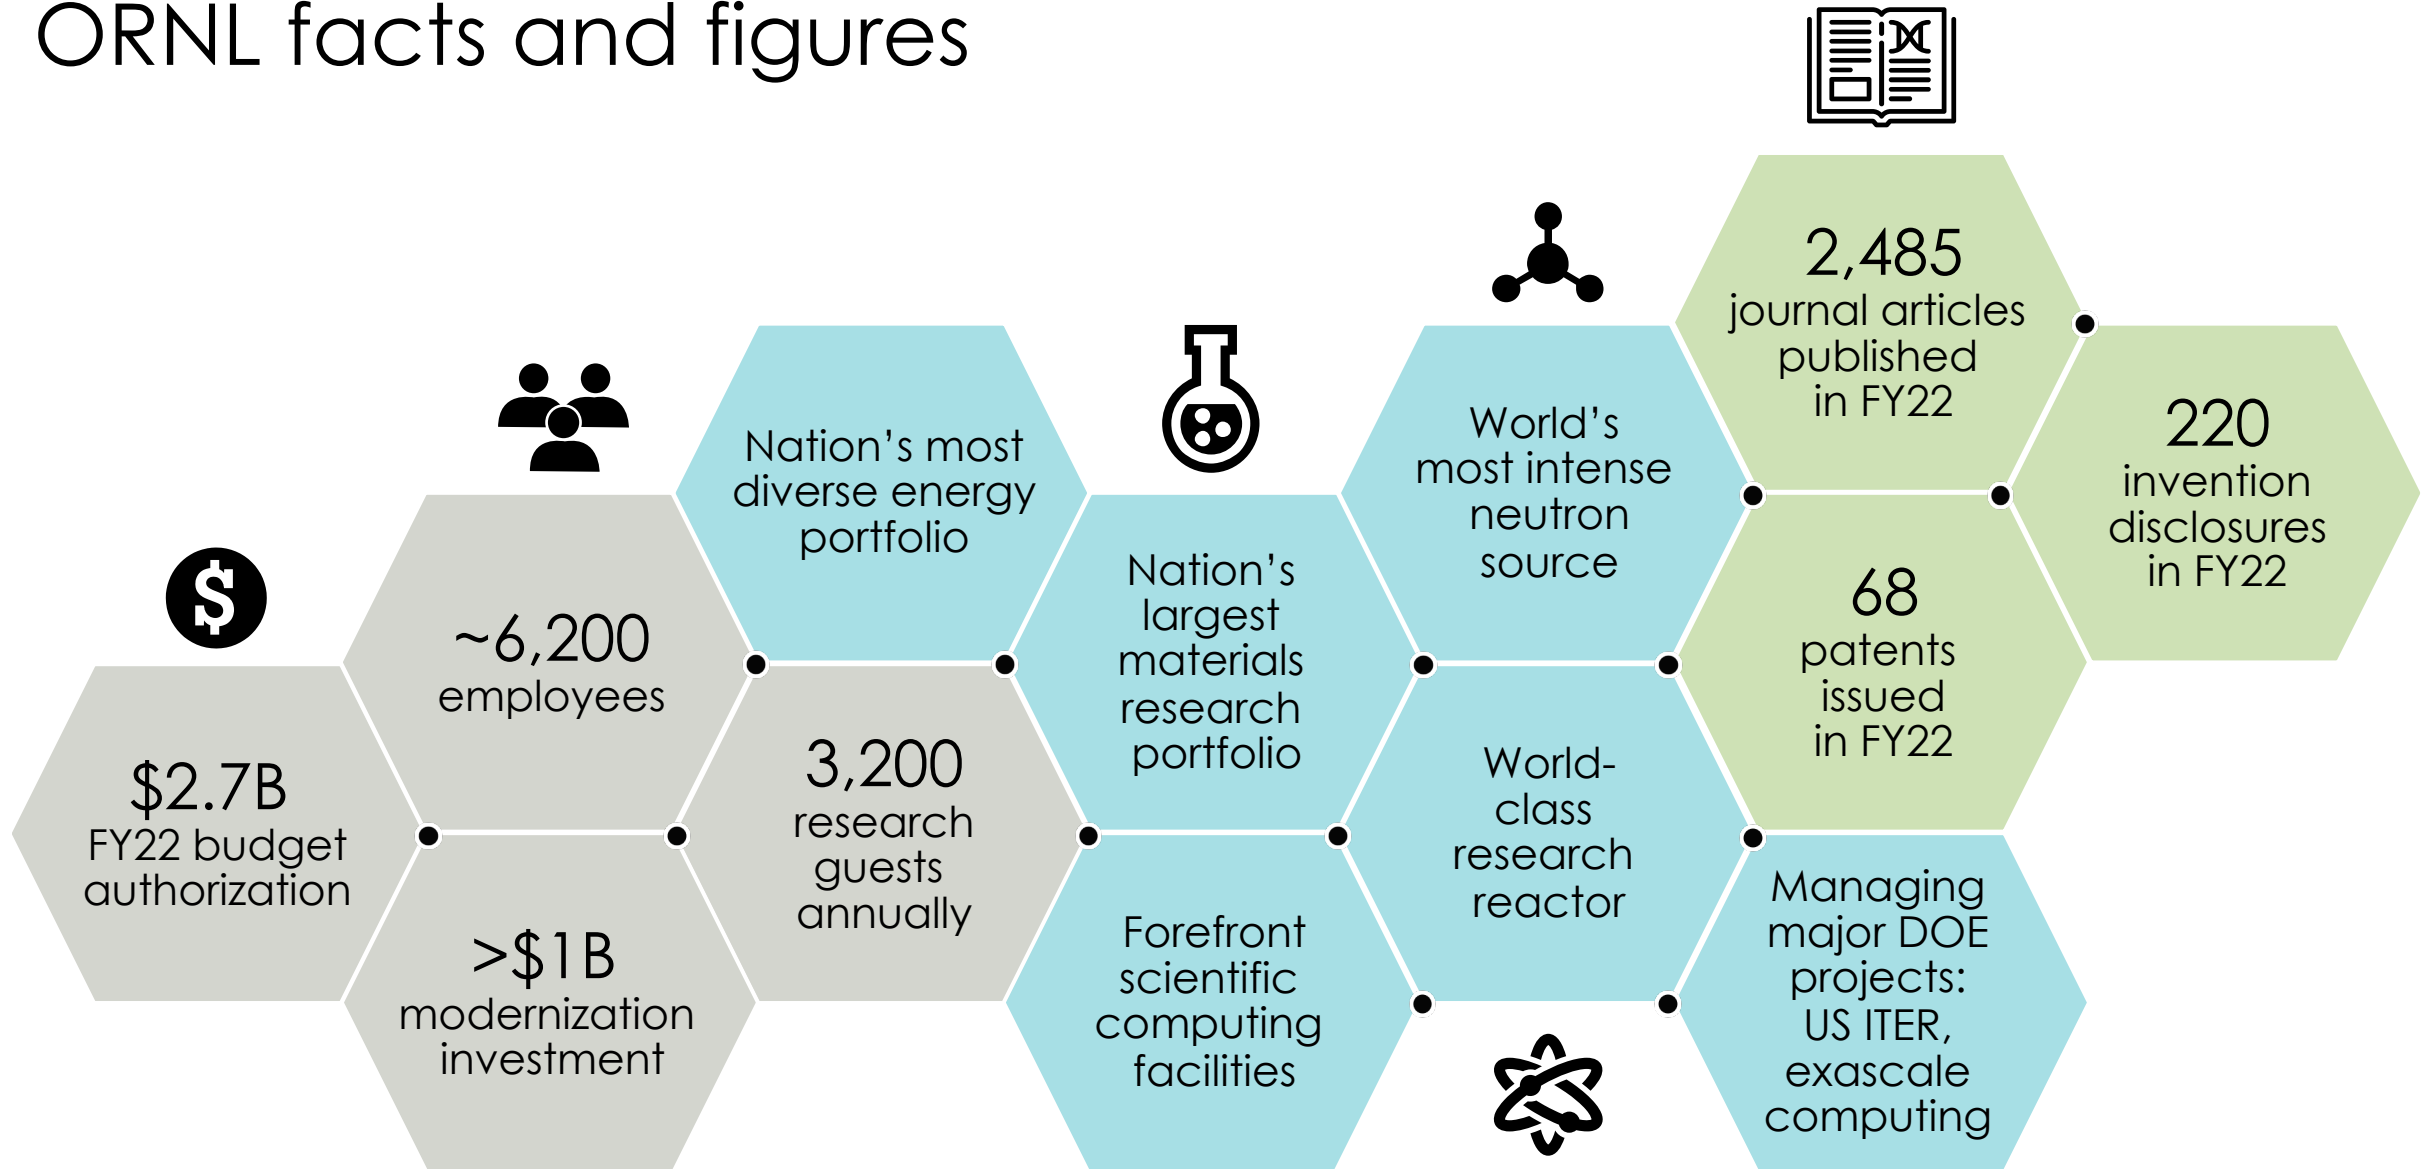 ORNL facts and figures
$2.7B
FY22 budget
authorization
~6,200
employees
>$1B
modernization
investment
Nation's most
diverse energy
portfolio
3,200
research
guests
annually
Nation's
largest
materials
research
portfolio
Forefront
scientific
computing
facilities
World's
most intense
neutron
source
World-
class
research
reactor
2,485
journal articles
published
in FY22
68
patents
issued
in FY22
Managing
major DOE
projects:
US ITER,
exascale
computing
220
invention
disclosures
in FY22